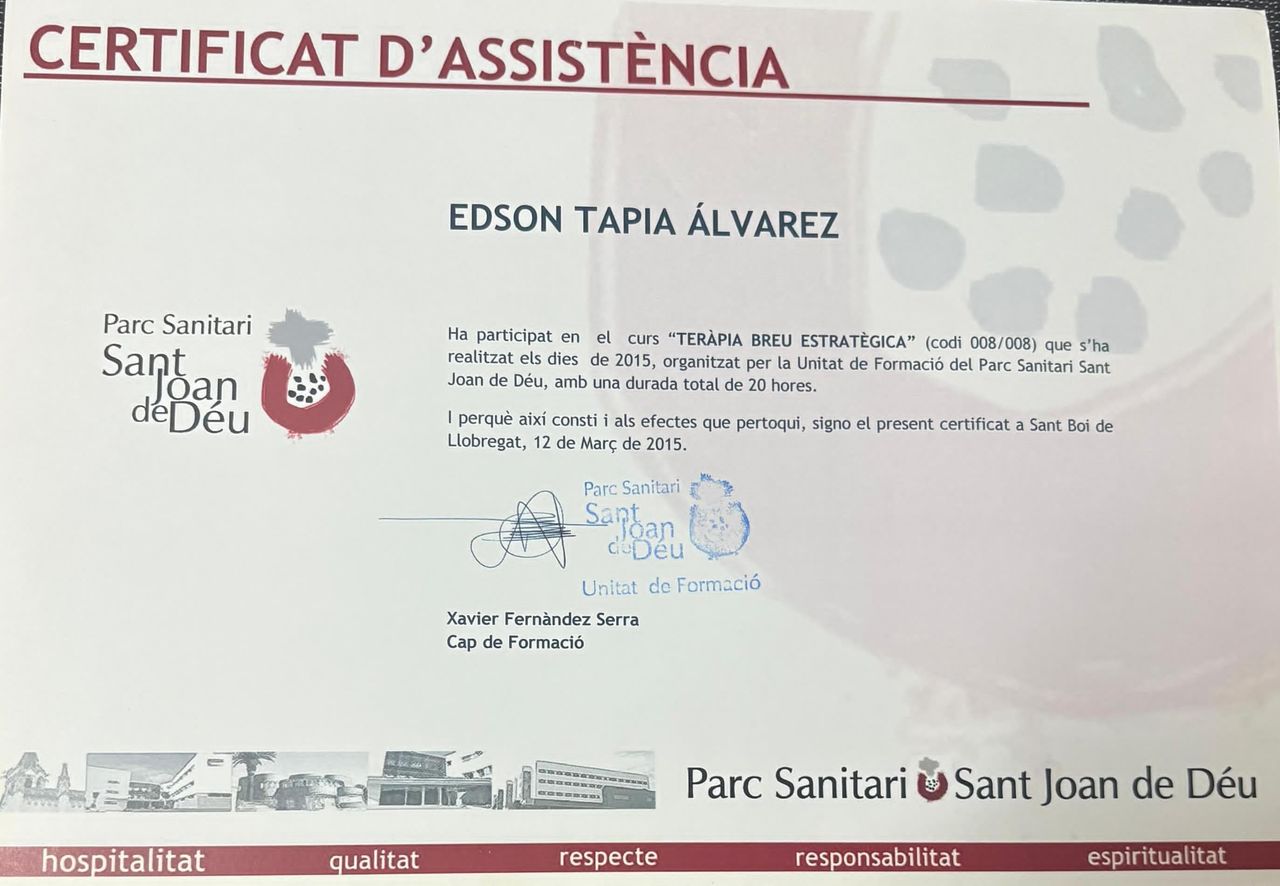 CERTIFICAT D'ASSISTÈNCIA
EDSON TAPIA ÁLVAREZ
Parc Sanitari
Sant
Joan
de Déu
Ha participat en el curs “TERÀPIA BREU ESTRATÈGICA” (codi 008/008) que s’ha
realitzat els dies de 2015, organitzat per la Unitat de Formació del Parc Sanitari Sant
Joan de Déu, amb una durada total de 20 hores.
I perquè així consti i als efectes que pertoqui, signo el present certificat a Sant Boi de
Llobregat, 12 de Març de 2015.
Parc Sanitari
Sant
Joan
de Déu
Unitat de Formació
Xavier Fernàndez Serra
Cap de Formació
Parc Sanitari Sant Joan de Déu
hospitalitat qualitat respecte responsabilitat espiritualitat